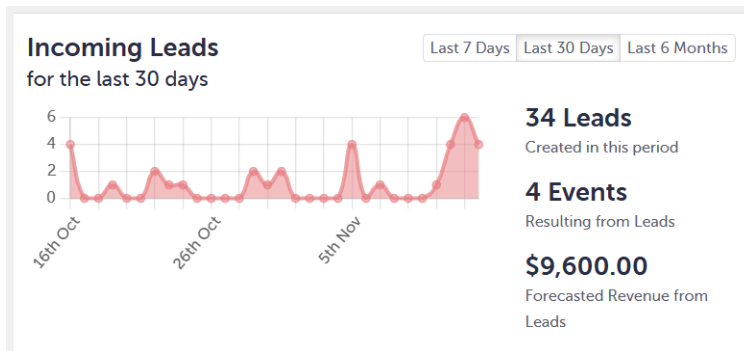 Incoming Leads
for the last 30 days
Last 7 Days Last 30 Days Last 6 Months
6
4
2
0
16th Oct 26th Oct 5th Nov
34 Leads
Created in this period
4 Events
Resulting from Leads
$9,600.00
Forecasted Revenue from
Leads